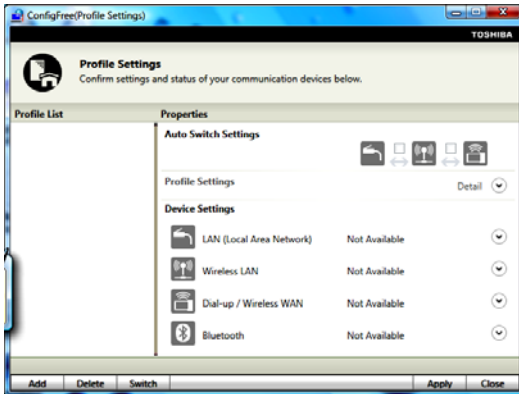 ConfigFree(Profile Settings)
TOSHIBA
Profile Settings
Confirm settings and status of your communication devices below.
Profile List
Properties
Auto Switch Settings
Profile Settings
Detail
Device Settings
LAN (Local Area Network) Not Available
Wireless LAN Not Available
Dial-up / Wireless WAN Not Available
Bluetooth Not Available
Add Delete Switch Apply Close